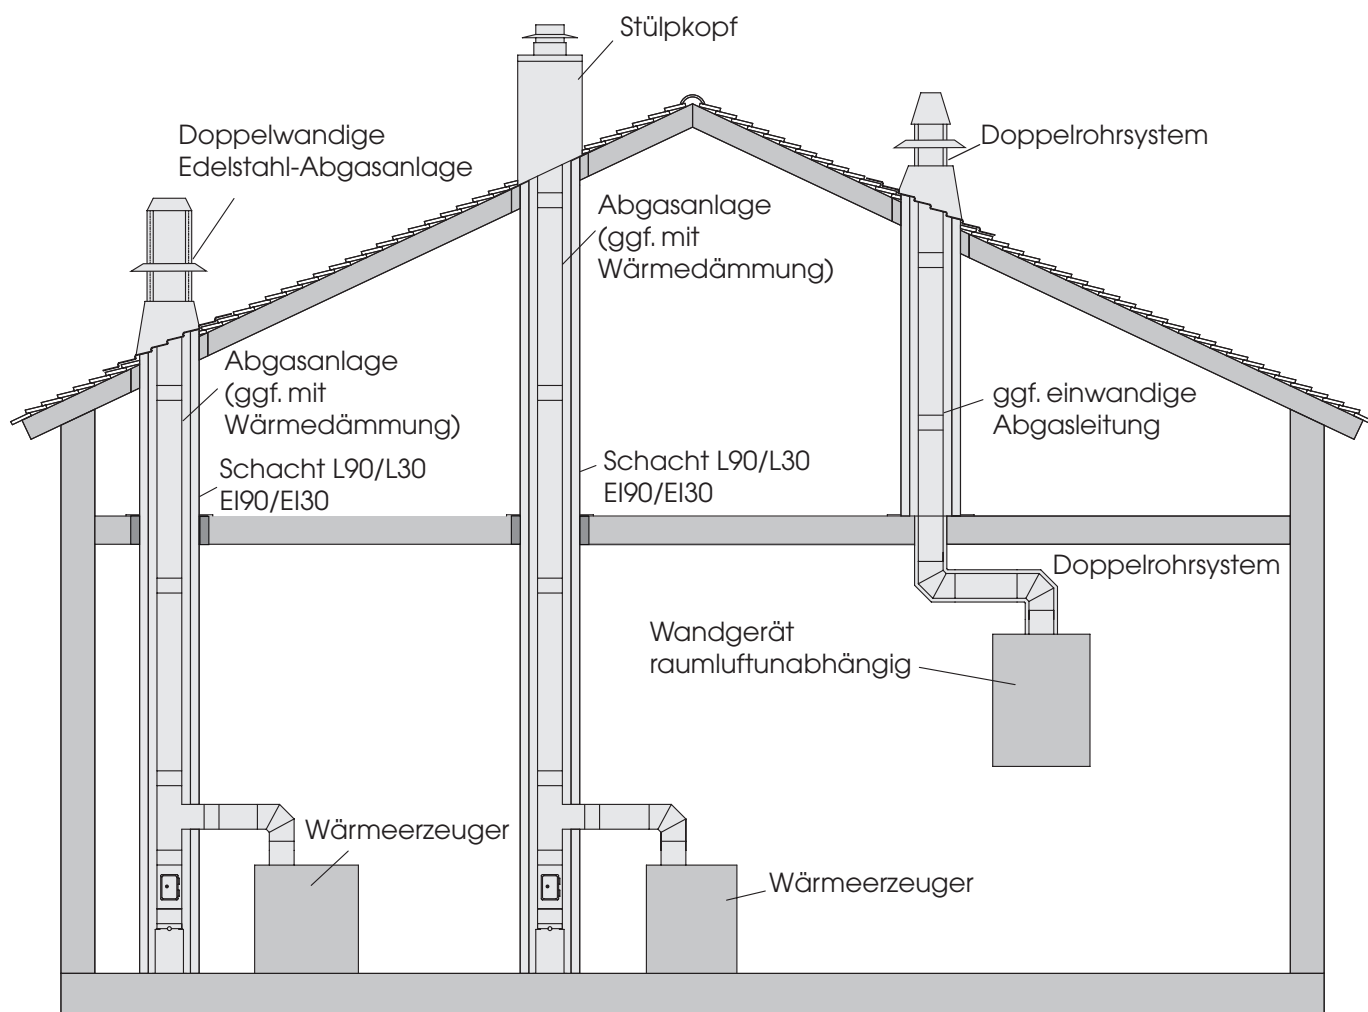 Stülpkopf
Doppelwandige
Edelstahl-Abgasanlage
Doppelrohrsystem
Abgasanlage
(ggf. mit
Wärmedämmung)
Abgasanlage
(ggf. mit
Wärmedämmung)
ggf. einwandige
Abgasleitung
Schacht L90/L30
EI90/EI30
Schacht L90/L30
EI90/EI30
Doppelrohrsystem
Wandgerät
raumluftunabhängig
Wärmeerzeuger
Wärmeerzeuger